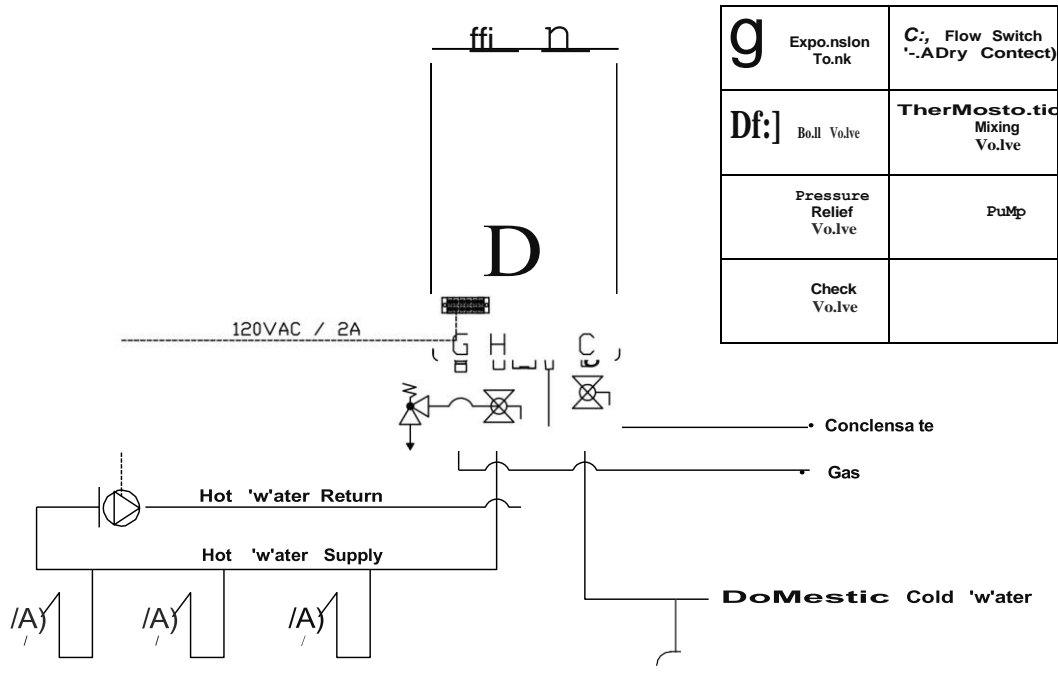 ffi n
g
Expo.nslon
To.nk
C:, Flow Switch
'-.ADry Contect)
Df:] Bo.ll Vo.lve
TherMosto.tic
Mixing
Vo.lve
Pressure
Relief
Vo.lve
PuMp
Check
Vo.lve
D
120VAC / 2A
G H C
• Conclensa te
• Gas
Hot 'w'ater Return
Hot 'w'ater Supply
DoMestic Cold 'w'ater
/A) /A) /A)
/ / /